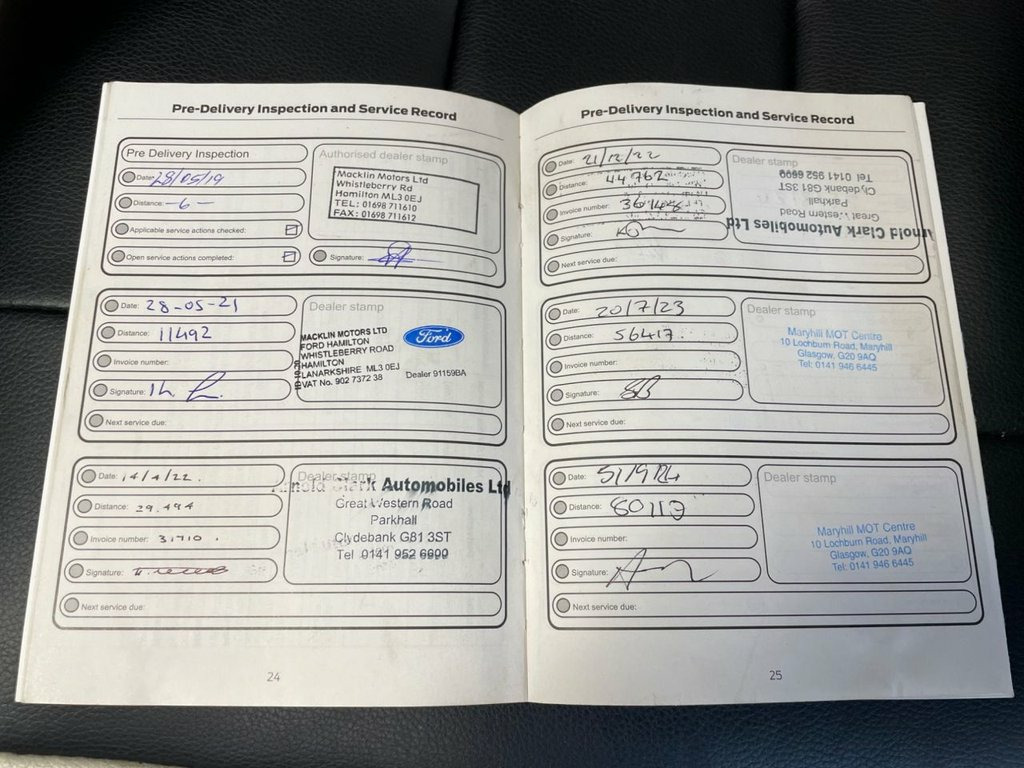 Pre-Delivery Inspection and Service Record
Pre Delivery Inspection
Date: 28/05/19
Distance: -6-
Applicable service actions checked:
Open service actions completed:
Authorised dealer stamp
Macklin Motors Ltd
Whistleberry Rd
Hamilton ML3 0EJ
TEL: 01698 711610
FAX: 01698 711612
Signature:
Date: 28-05-21
Distance: 11492
Invoice number:
Signature:
Next service due:
Dealer stamp
MACKLIN MOTORS LTD
FORD HAMILTON
WHISTLEBERRY ROAD
HAMILTON
LANARKSHIRE ML3 0EJ
VAT No. 902 7372 38
Ford
Dealer 91159BA
Date: 14/4/22.
Distance: 29.494
Invoice number: 31710.
Signature:
Next service due:
Dealer stamp
Arnold Clark Automobiles Ltd
Great Western Road
Parkhall
Clydebank G81 3ST
Tel 0141 952 6600
24
Pre-Delivery Inspection and Service Record
Date: 21/12/22
Distance: 44762
Invoice number:
Signature:
Next service due:
Dealer stamp
Arnold Clark Automobiles Ltd
Great Western Road
Parkhall
Clydebank G81 3ST
Tel 0141 952 6600
Date: 20/7/23
Distance: 56417.
Invoice number:
Signature:
Next service due:
Dealer stamp
Maryhill MOT Centre
10 Lochburn Road, Maryhill
Glasgow, G20 9AQ
Tel: 0141 946 6445
Date: 5/9/24
Distance: 80117
Invoice number:
Signature:
Next service due:
Dealer stamp
Maryhill MOT Centre
10 Lochburn Road, Maryhill
Glasgow, G20 9AQ
Tel: 0141 946 6445
25